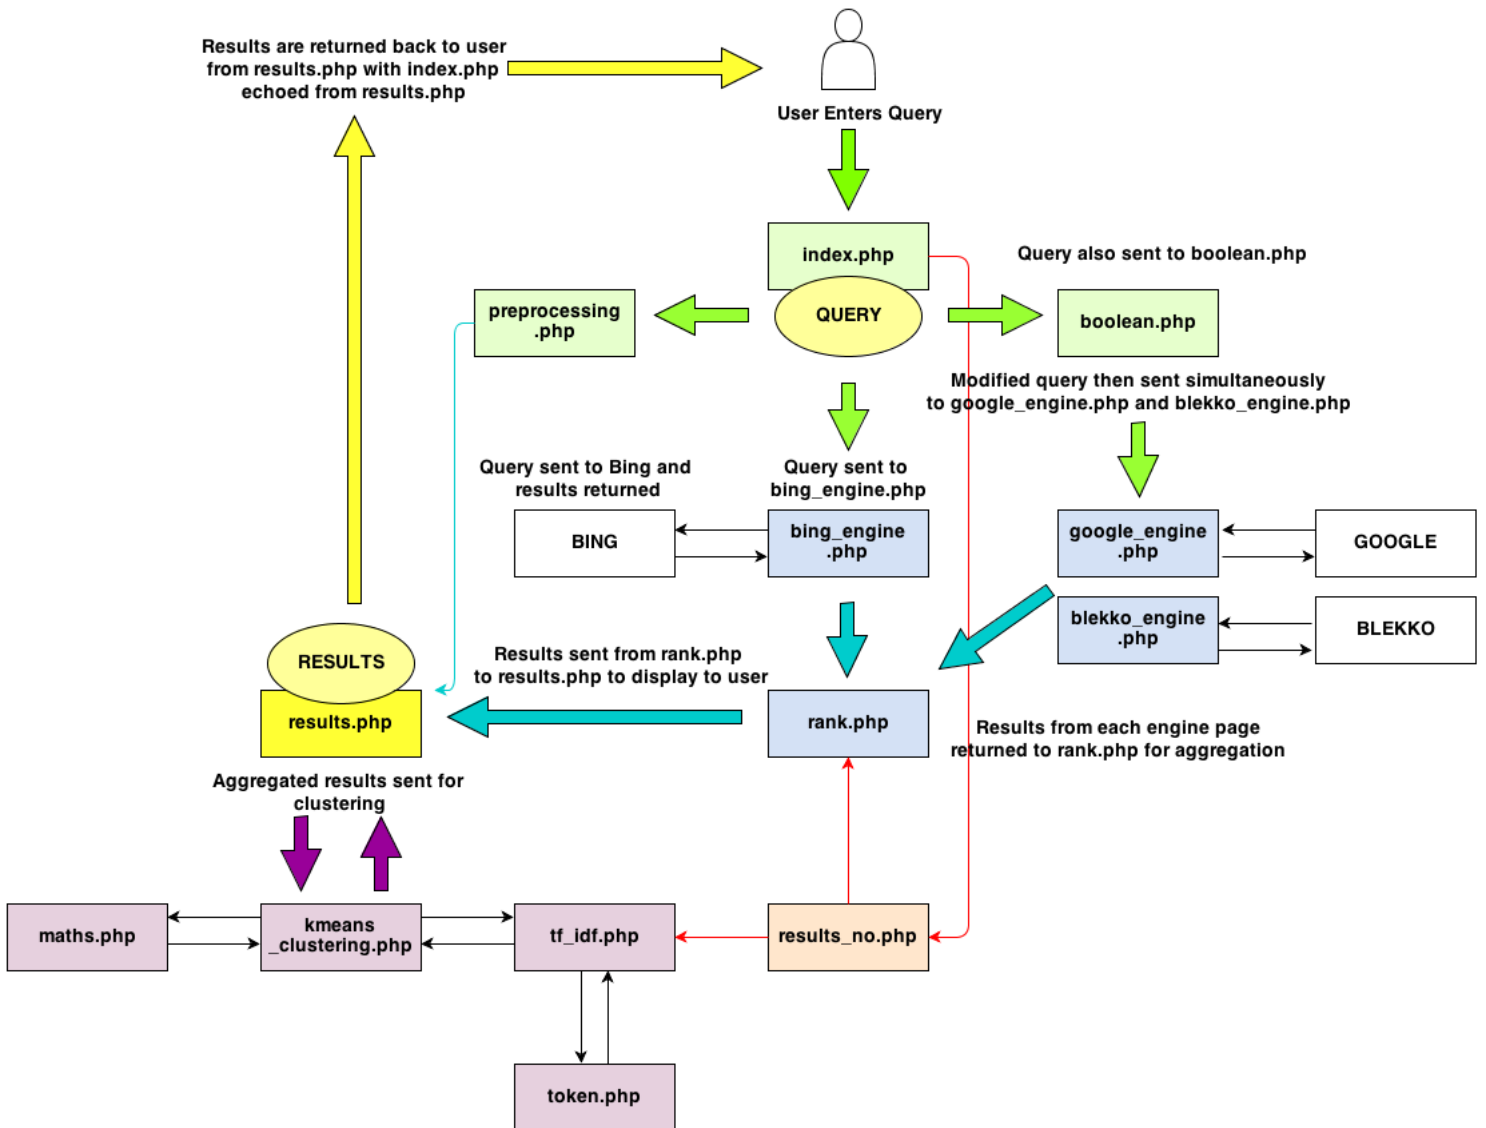 Results are returned back to user
from results.php with index.php
echoed from results.php
User Enters Query
index.php
Query also sent to boolean.php
preprocessing
.php
QUERY
boolean.php
Modified query then sent simultaneously
to google_engine.php and blekko_engine.php
Query sent to Bing and
results returned
Query sent to
bing_engine.php
BING
bing_engine
.php
google_engine
.php
GOOGLE
blekko_engine
.php
BLEKKO
RESULTS
results.php
Results sent from rank.php
to results.php to display to user
rank.php
Results from each engine page
returned to rank.php for aggregation
Aggregated results sent for
clustering
maths.php
kmeans
_clustering.php
tf_idf.php
results_no.php
token.php